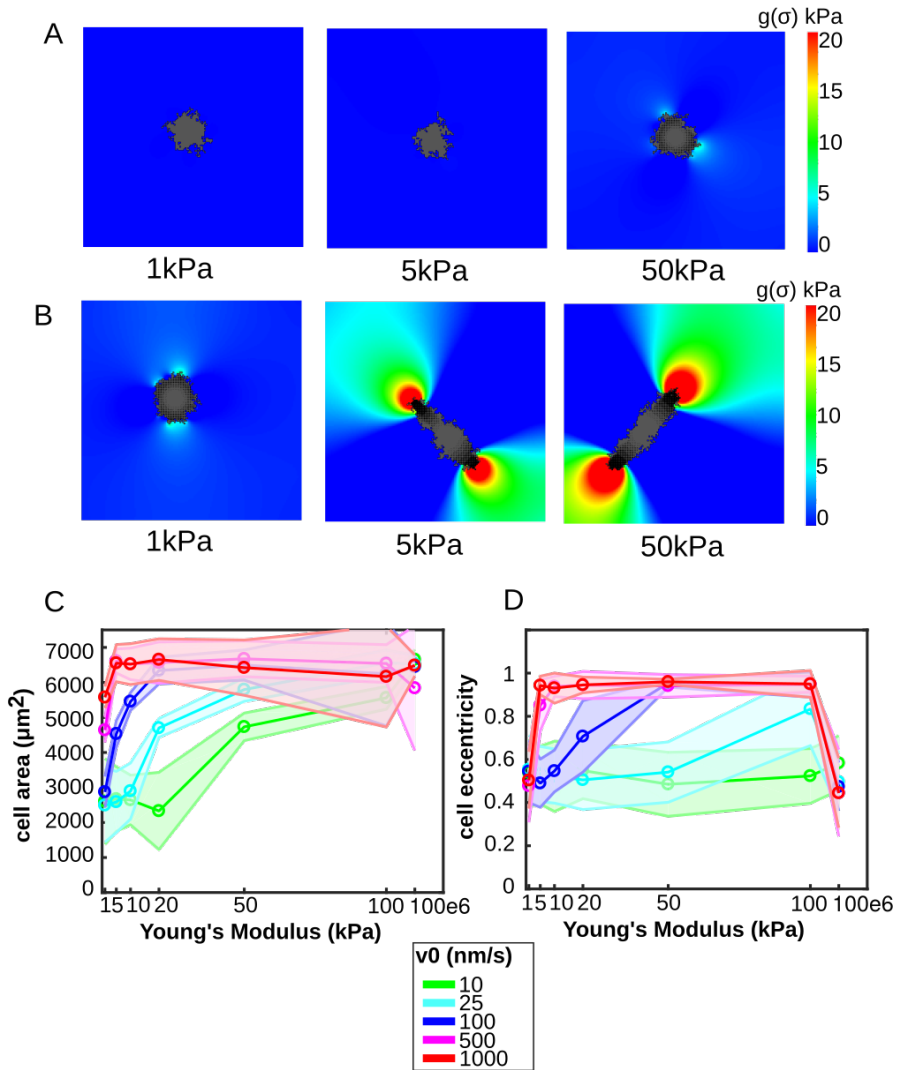 A
g(σ) kPa
20
15
10
5
0
1kPa
5kPa
50kPa
B
g(σ) kPa
20
15
10
5
0
1kPa
5kPa
50kPa
C
7000
6000
5000
4000
3000
2000
1000
0
cell area (µm²)
15 10 20 50 100 100e6
Young's Modulus (kPa)
D
1
0.8
0.6
0.4
0.2
0
cell eccentricity
15 10 20 50 100 100e6
Young's Modulus (kPa)
v0 (nm/s)
10
25
100
500
1000